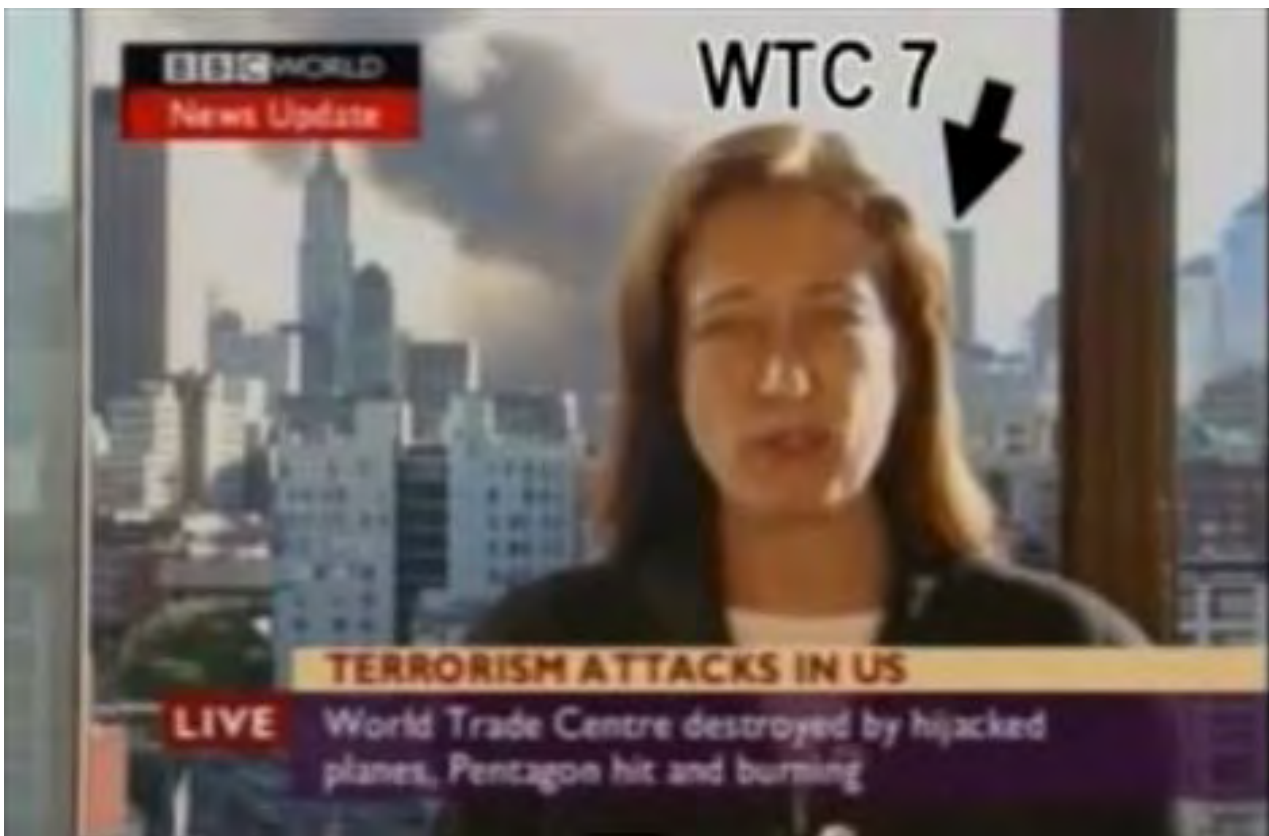 BBC WORLD
News Update
WTC 7
TERRORISM ATTACKS IN US
LIVE
World Trade Centre destroyed by hijacked
planes, Pentagon hit and burning